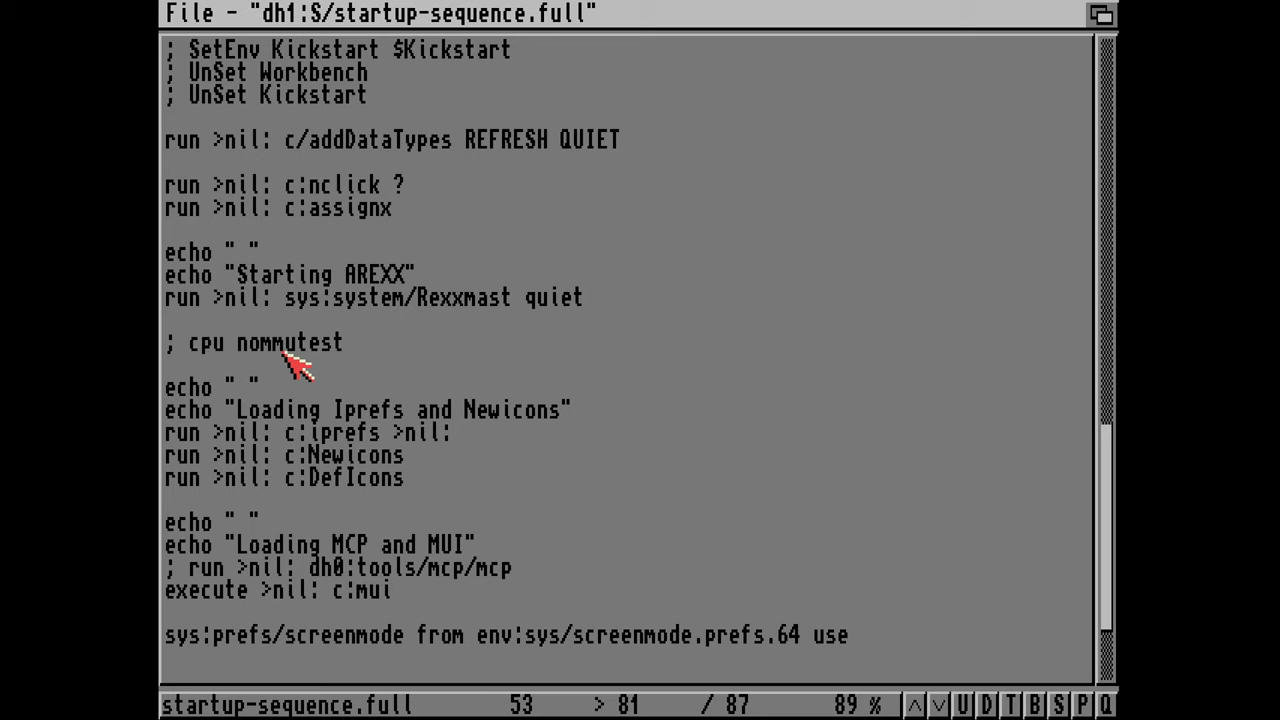 File - "dh1:S/startup-sequence.full"
; SetEnv Kickstart $Kickstart
; UnSet Workbench
; UnSet Kickstart
run >nil: c/addDataTypes REFRESH QUIET
run >nil: c:nclick ?
run >nil: c:assignx
echo " "
echo "Starting AREXX"
run >nil: sys:system/Rexxmast quiet
; cpu nommutest
echo " "
echo "Loading Iprefs and Newicons"
run >nil: c:iprefs >nil:
run >nil: c:Newicons
run >nil: c:DefIcons
echo " "
echo "Loading MCP and MUI"
; run >nil: dh0:tools/mcp/mcp
execute >nil: c:mui
sys:prefs/screenmode from env:sys/screenmode.prefs.64 use
startup-sequence.full 53 > 81 / 87 89 % U D T B S P Q